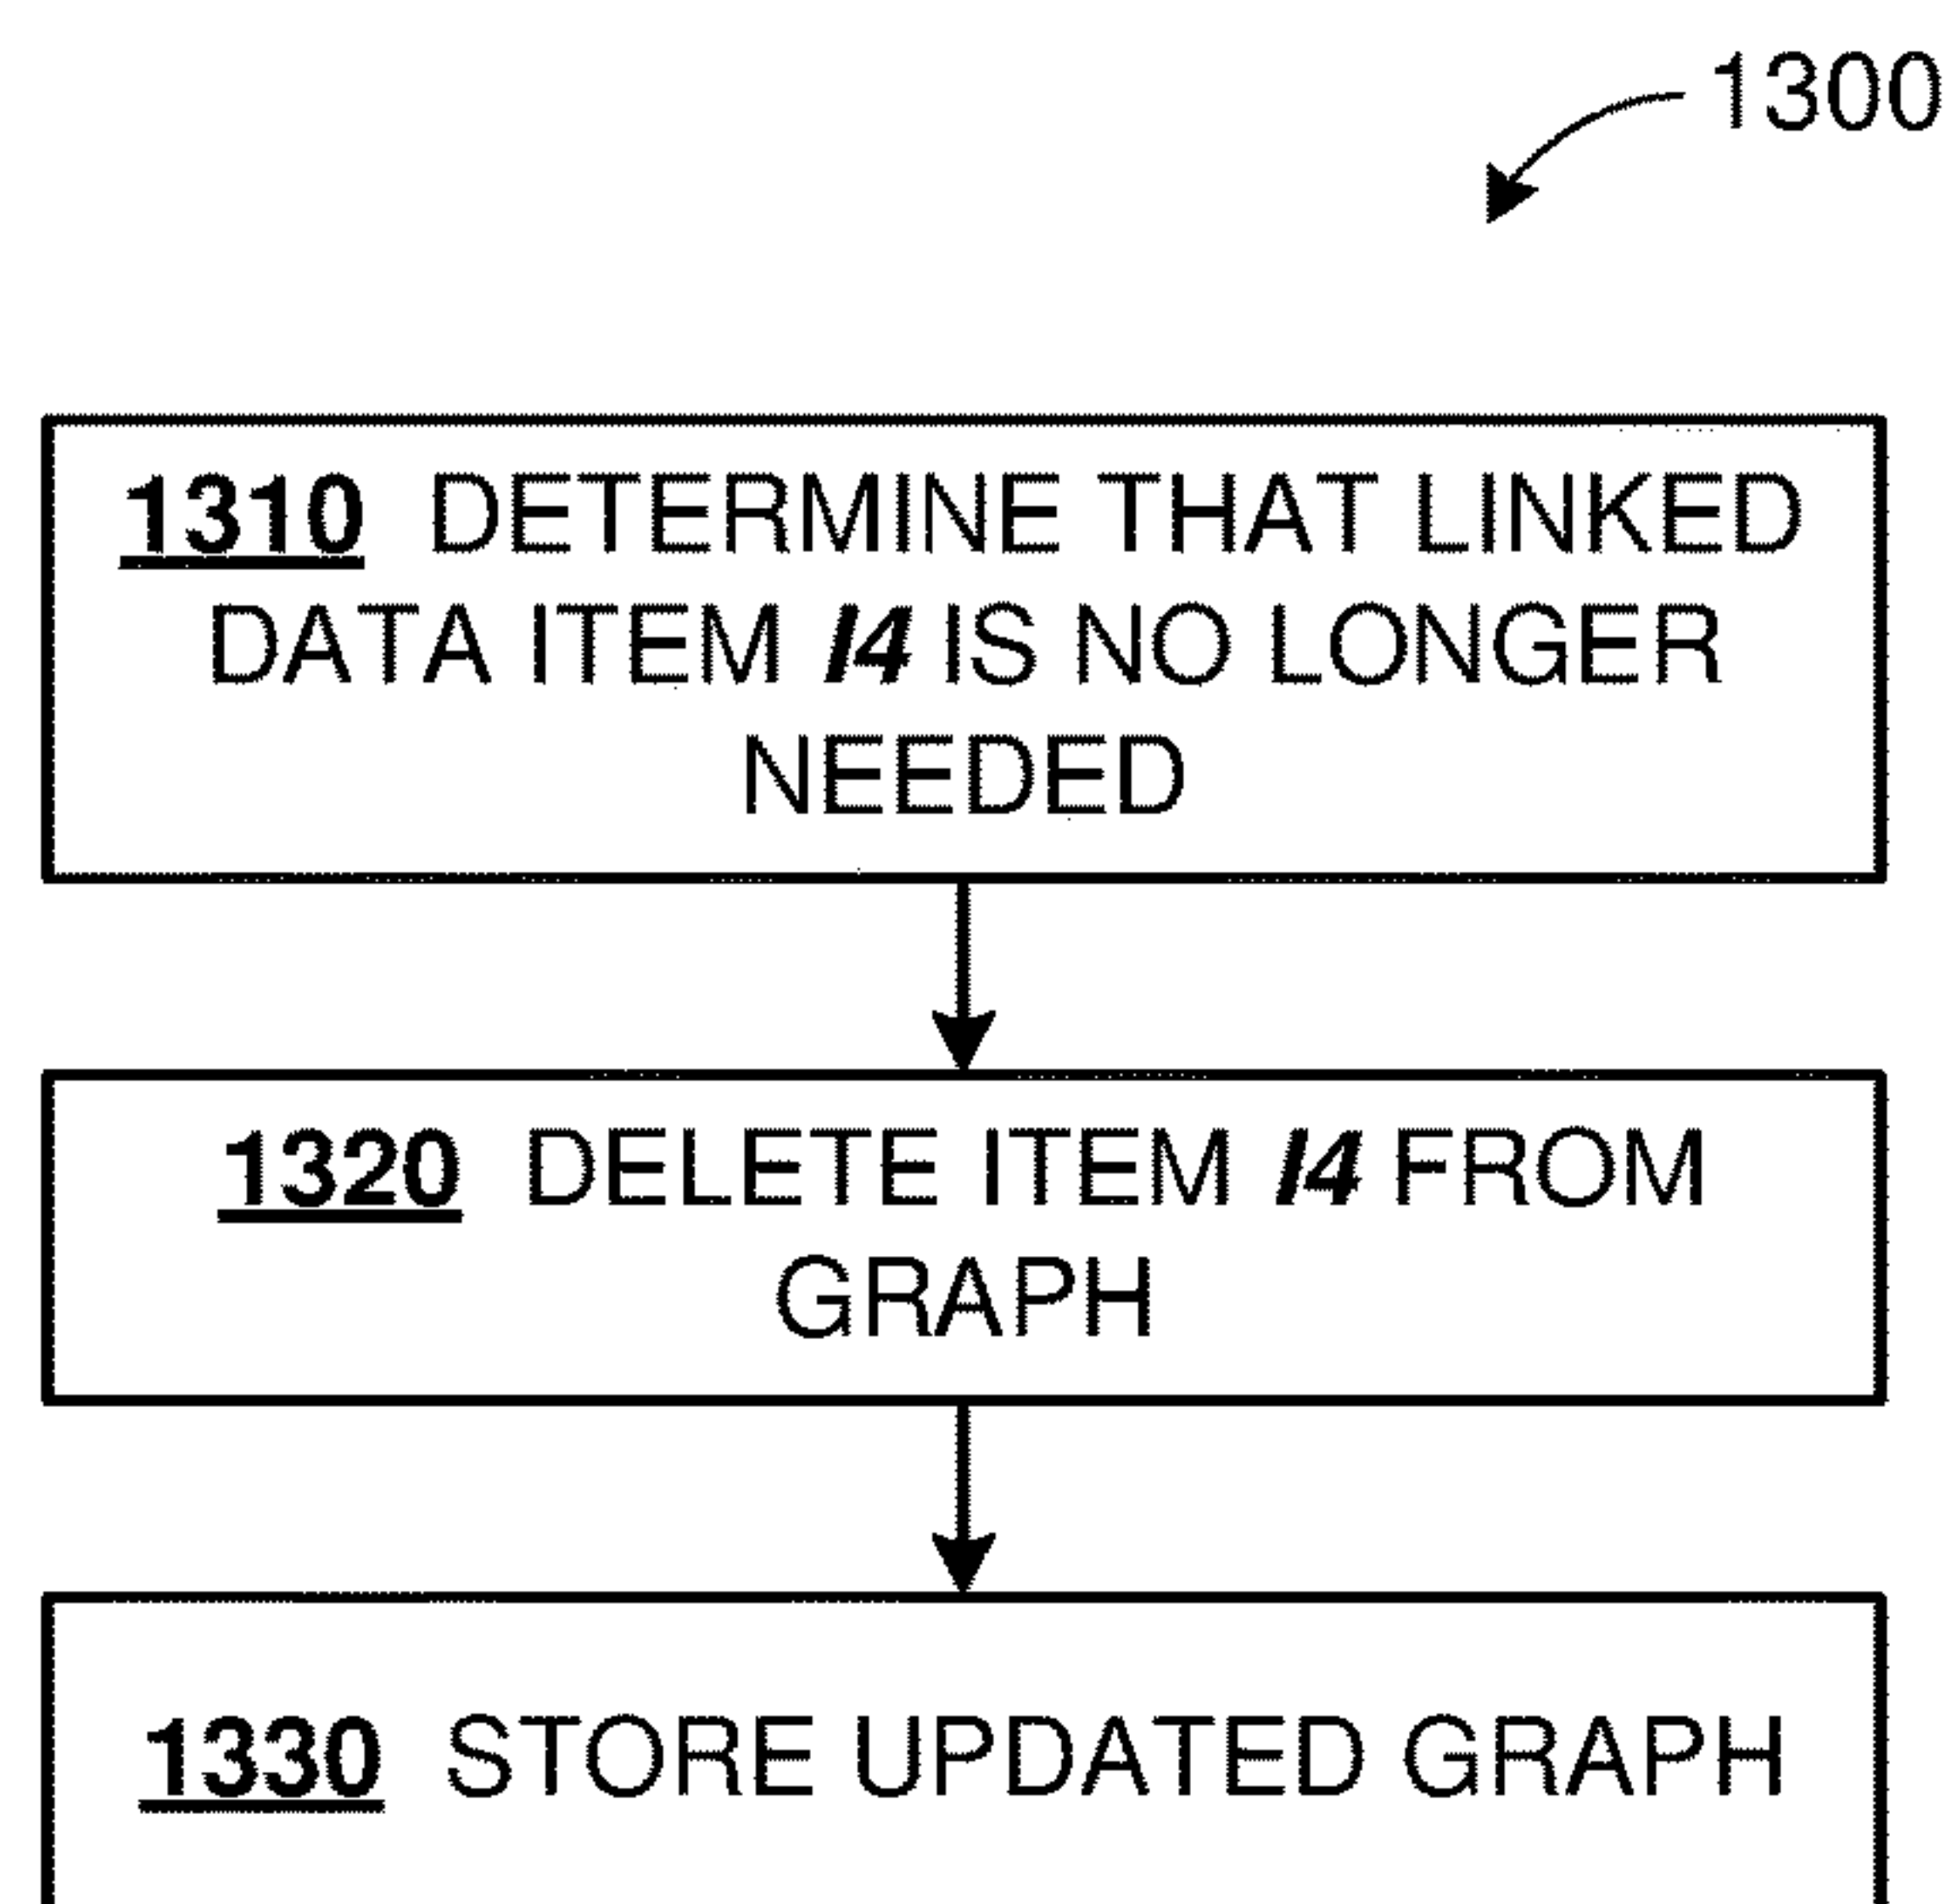 1300
1310 DETERMINE THAT LINKED
DATA ITEM I4 IS NO LONGER
NEEDED
1320 DELETE ITEM I4 FROM
GRAPH
1330 STORE UPDATED GRAPH